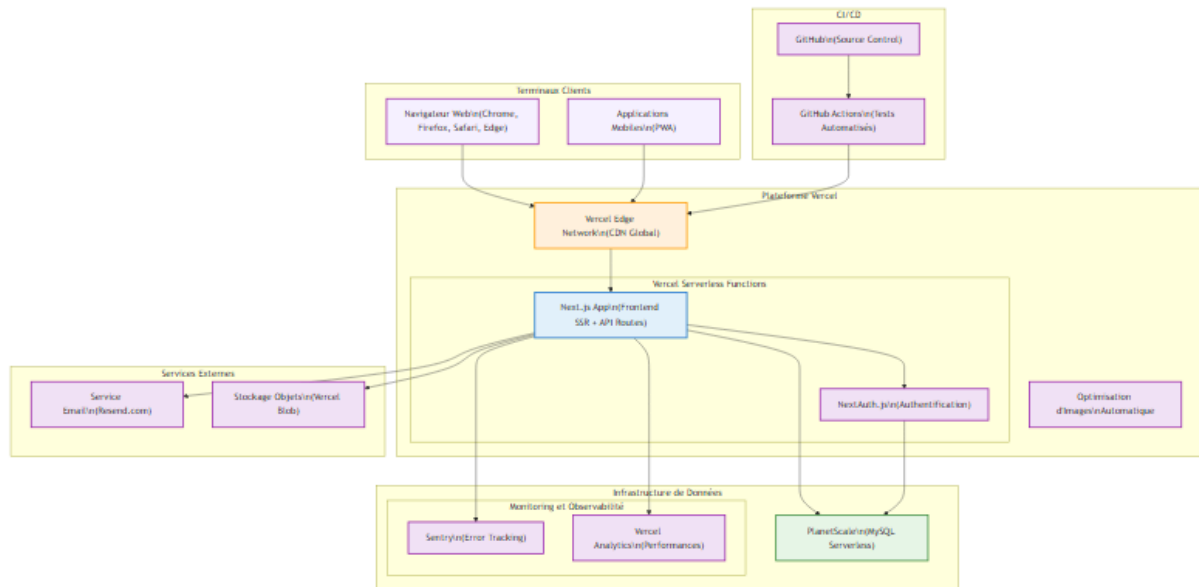 CI/CD
GitHub\n(Source Control)
Terminaux Clients
Navigateur Web\n(Chrome,
Firefox, Safari, Edge)
Applications
Mobiles\n(PWA)
GitHub Actions\n(Tests
Automatisés)
Plateforme Vercel
Vercel Edge
Network\n(CDN Global)
Vercel Serverless Functions
Next.js App\n(Frontend
SSR + API Routes)
Services Externes
Service
Email\n(Resend.com)
Stockage Objets\n(Vercel
Blob)
NextAuth.js\n(Authentification)
Optimisation
d'Images\nAutomatique
Infrastructure de Données
Monitoring et Observabilité
Sentry\n(Error Tracking)
Vercel
Analytics\n(Performances)
PlanetScale\n(MySQL
Serverless)